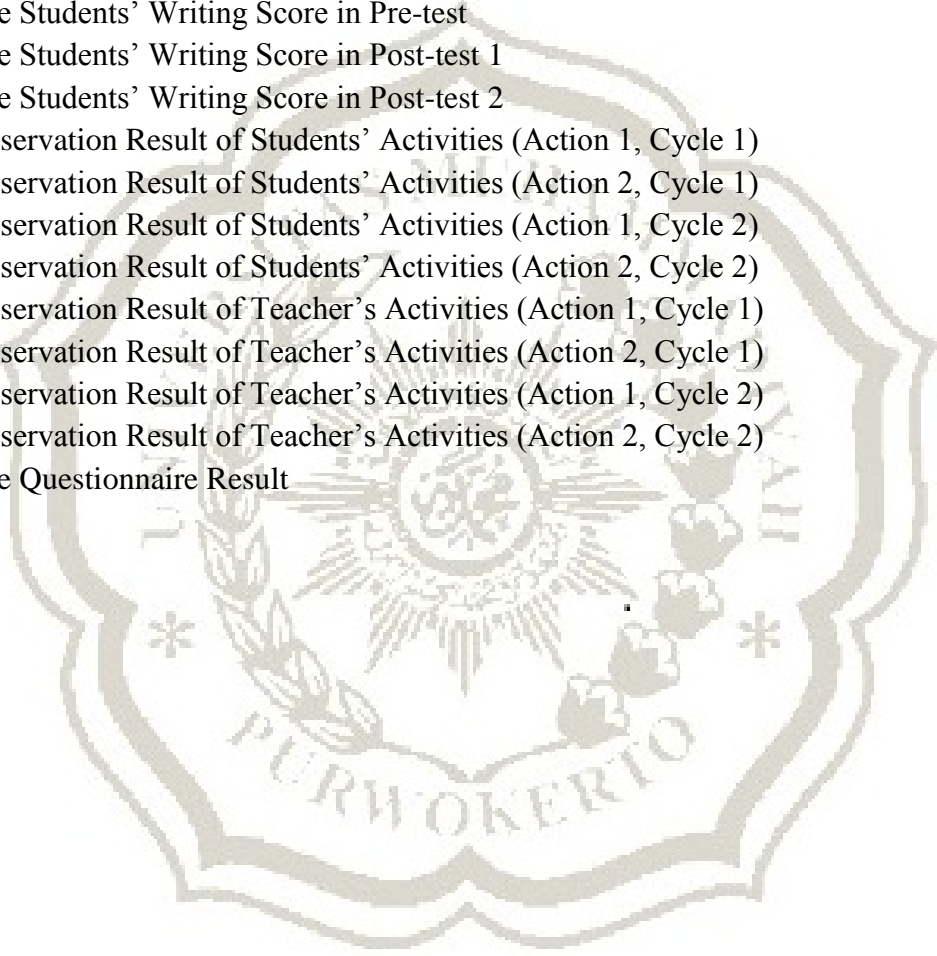 e Students’ Writing Score in Pre-test
e Students’ Writing Score in Post-test 1
e Students’ Writing Score in Post-test 2
servation Result of Students’ Activities (Action 1, Cycle 1)
servation Result of Students’ Activities (Action 2, Cycle 1)
servation Result of Students’ Activities (Action 1, Cycle 2)
servation Result of Students’ Activities (Action 2, Cycle 2)
servation Result of Teacher’s Activities (Action 1, Cycle 1)
servation Result of Teacher’s Activities (Action 2, Cycle 1)
servation Result of Teacher’s Activities (Action 1, Cycle 2)
servation Result of Teacher’s Activities (Action 2, Cycle 2)
e Questionnaire Result
.
PURWOKERTO